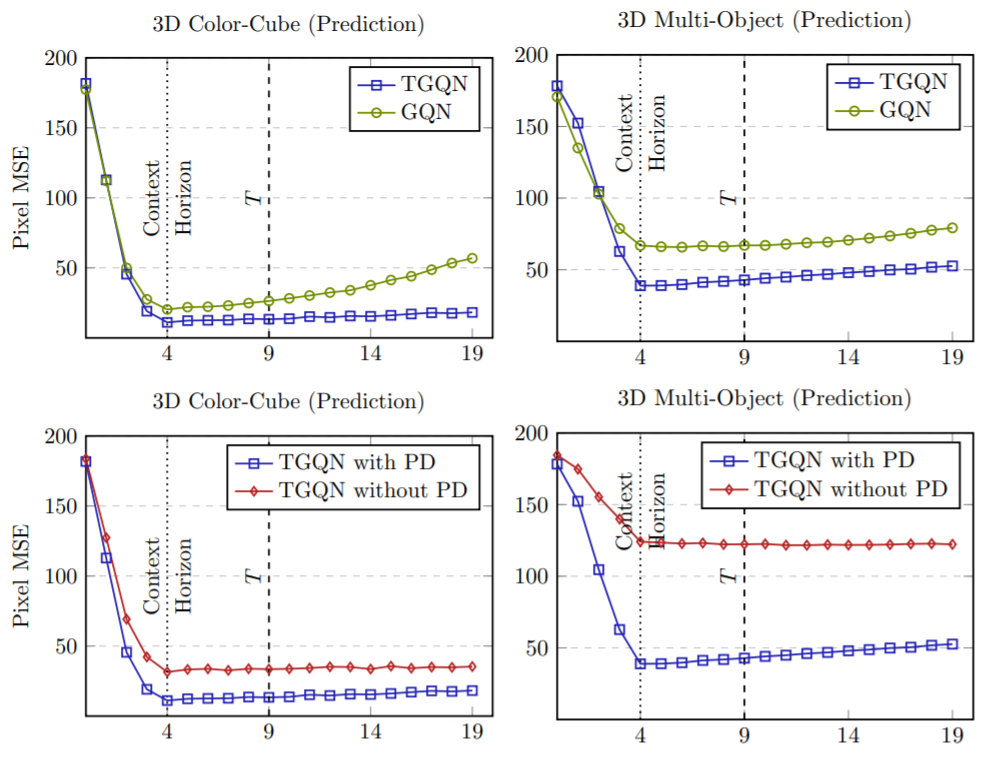 3D Color-Cube (Prediction)
Pixel MSE
200
150
100
50
4
9
14
19
Context
Horizon
T
TGQN
GQN
3D Multi-Object (Prediction)
200
150
100
50
4
9
14
19
Context
Horizon
T
TGQN
GQN
3D Color-Cube (Prediction)
Pixel MSE
200
150
100
50
4
9
14
19
Context
Horizon
T
TGQN with PD
TGQN without PD
3D Multi-Object (Prediction)
200
150
100
50
4
9
14
19
Context
Horizon
T
TGQN with PD
TGQN without PD